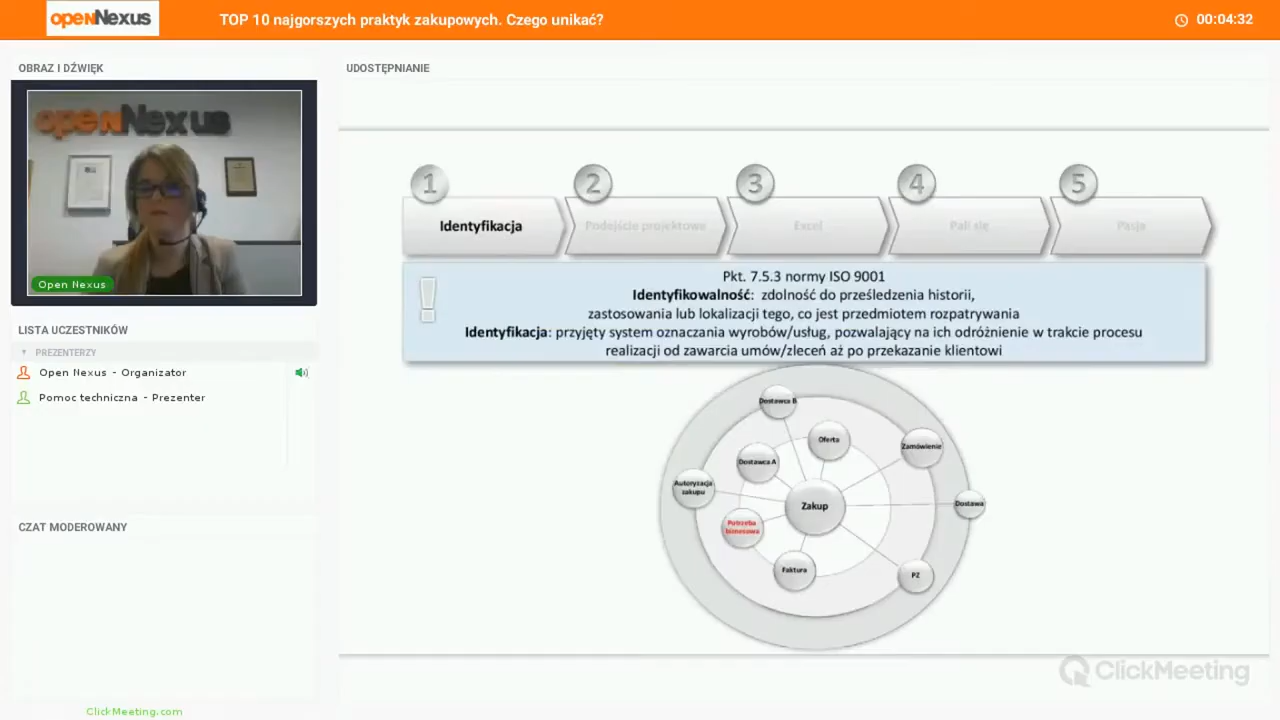 openNexus
TOP 10 najgorszych praktyk zakupowych. Czego unikać?
00:04:32
OBRAZ I DŹWIĘK
UDOSTĘPNIANIE
openNexus
Open Nexus
LISTA UCZESTNIKÓW
PREZENTERZY
Open Nexus - Organizator
Pomoc techniczna - Prezenter
CZAT MODEROWANY
ClickMeeting.com
1
2
3
4
5
Identyfikacja
Podejście projektowe
Excel
Pali się
Pasja
!
Pkt. 7.5.3 normy ISO 9001
Identyfikowalność: zdolność do prześledzenia historii,
zastosowania lub lokalizacji tego, co jest przedmiotem rozpatrywania
Identyfikacja: przyjęty system oznaczania wyrobów/usług, pozwalający na ich odróżnienie w trakcie procesu
realizacji od zawarcia umów/zleceń aż po przekazanie klientowi
Dostawca B
Oferta
Zamówienie
Dostawca A
Autoryzacja
zakupu
Zakup
Dostawa
Potrzeba
biznesowa
Faktura
PZ
ClickMeeting